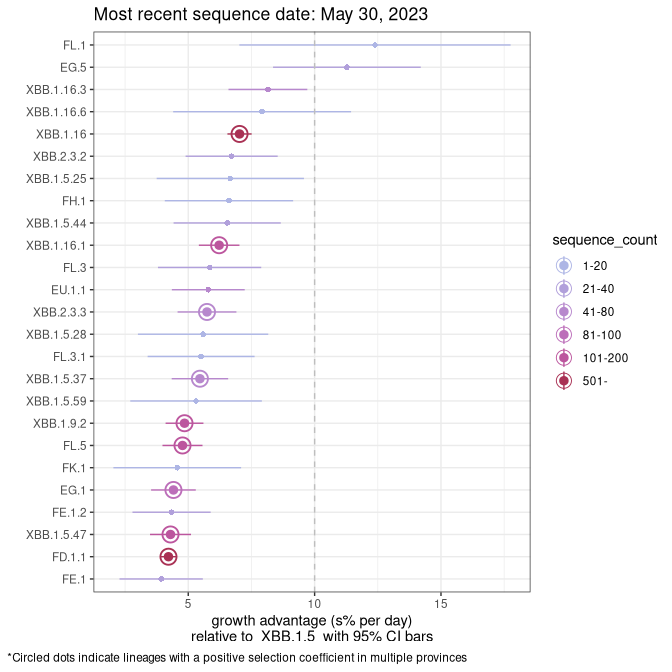 Most recent sequence date: May 30, 2023
FL.1
EG.5
XBB.1.16.3
XBB.1.16.6
XBB.1.16
XBB.2.3.2
XBB.1.5.25
FH.1
XBB.1.5.44
XBB.1.16.1
FL.3
EU.1.1
XBB.2.3.3
XBB.1.5.28
FL.3.1
XBB.1.5.37
XBB.1.5.59
XBB.1.9.2
FL.5
FK.1
EG.1
FE.1.2
XBB.1.5.47
FD.1.1
FE.1
5 10 15
growth advantage (s% per day)
relative to XBB.1.5 with 95% CI bars
sequence_count
1-20
21-40
41-80
81-100
101-200
501-
*Circled dots indicate lineages with a positive selection coefficient in multiple provinces